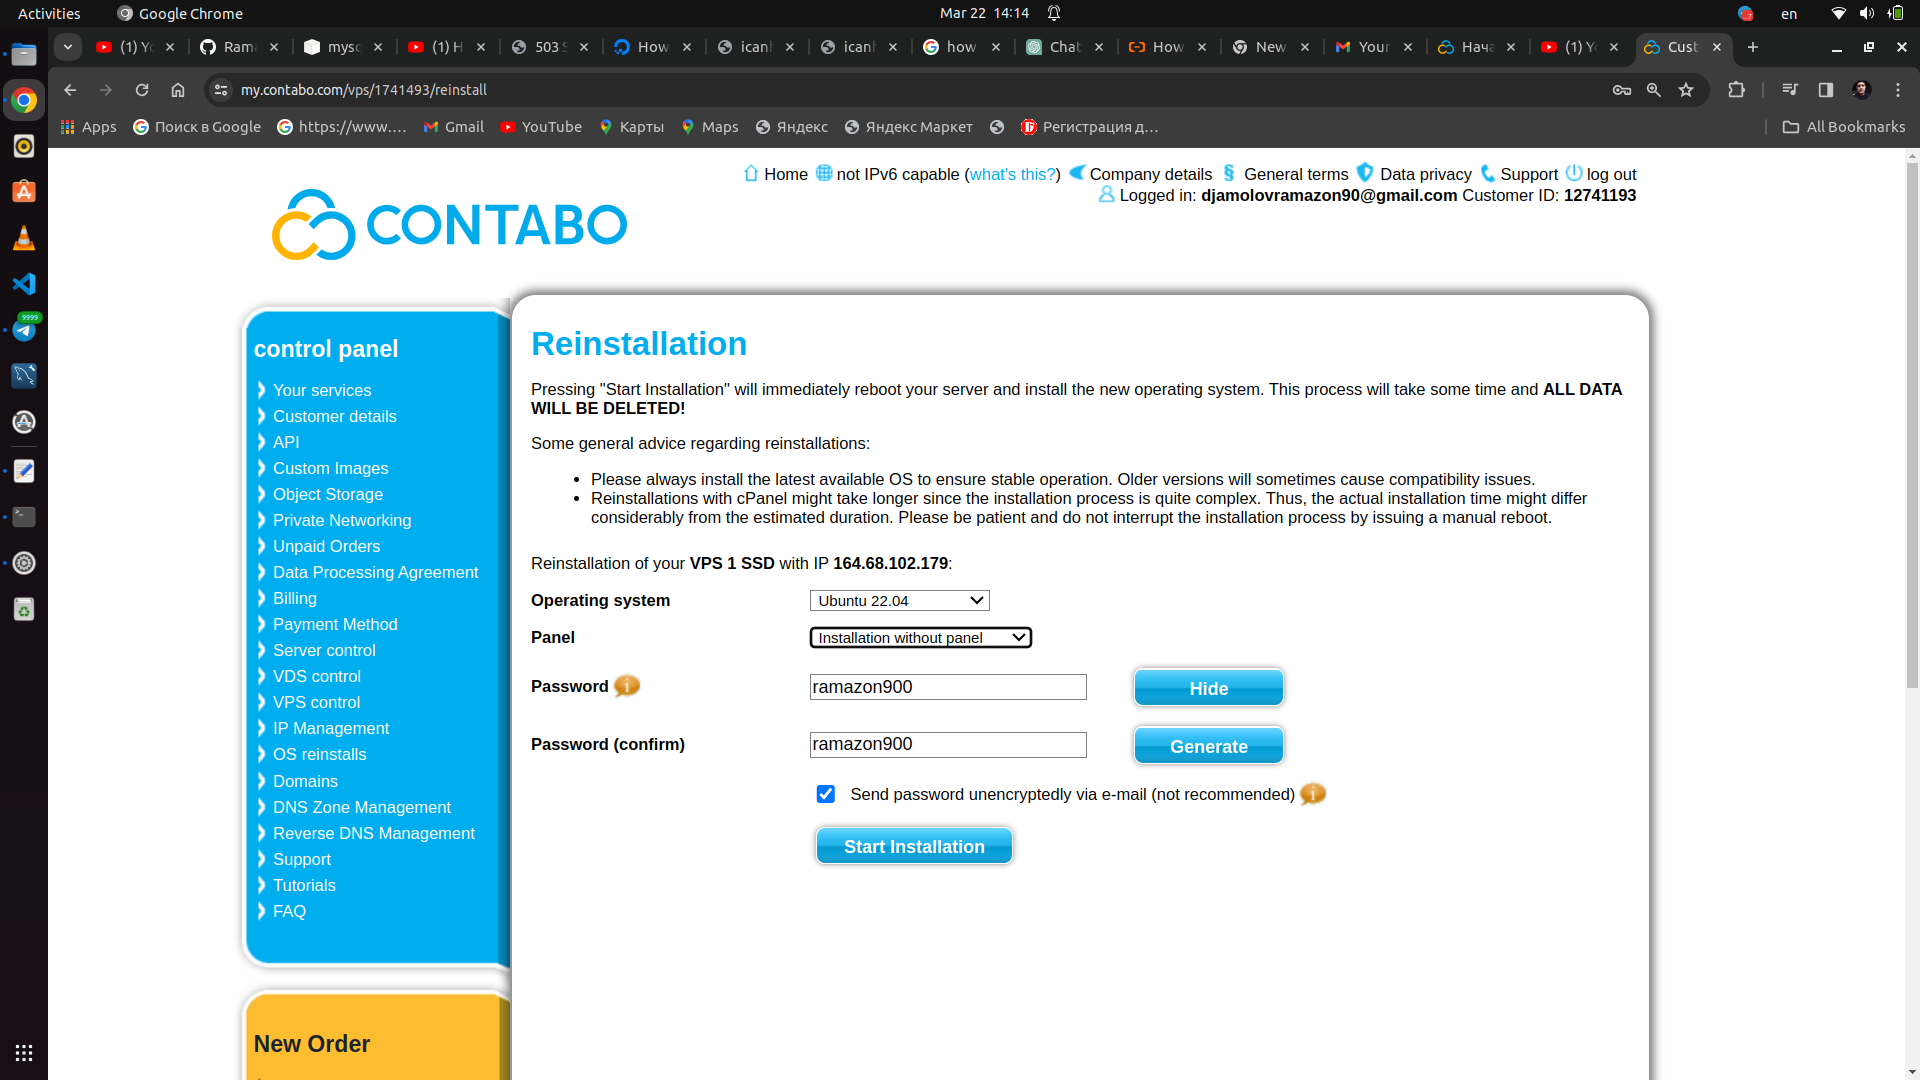 Activities
Google Chrome
Mar 22 14:14
en
(1) Yo
Rama
mysq
(1) H
503 S
How
icanh
icanh
how
Chat
How
New
Your
Нача
(1) Yo
Cust
my.contabo.com/vps/1741493/reinstall
Apps
Поиск в Google
https://www....
Gmail
YouTube
Карты
Maps
Яндекс
Яндекс Маркет
Регистрация д...
All Bookmarks
Home not IPv6 capable (what's this?) Company details General terms Data privacy Support log out
Logged in: djamolovramazon90@gmail.com Customer ID: 12741193
CONTABO
9999
control panel
Your services
Customer details
API
Custom Images
Object Storage
Private Networking
Unpaid Orders
Data Processing Agreement
Billing
Payment Method
Server control
VDS control
VPS control
IP Management
OS reinstalls
Domains
DNS Zone Management
Reverse DNS Management
Support
Tutorials
FAQ
New Order
Reinstallation
Pressing "Start Installation" will immediately reboot your server and install the new operating system. This process will take some time and ALL DATA
WILL BE DELETED!
Some general advice regarding reinstallations:
Please always install the latest available OS to ensure stable operation. Older versions will sometimes cause compatibility issues.
Reinstallations with cPanel might take longer since the installation process is quite complex. Thus, the actual installation time might differ
considerably from the estimated duration. Please be patient and do not interrupt the installation process by issuing a manual reboot.
Reinstallation of your VPS 1 SSD with IP 164.68.102.179:
Operating system
Ubuntu 22.04
Panel
Installation without panel
Password
ramazon900
Hide
Password (confirm)
ramazon900
Generate
Send password unencryptedly via e-mail (not recommended)
Start Installation